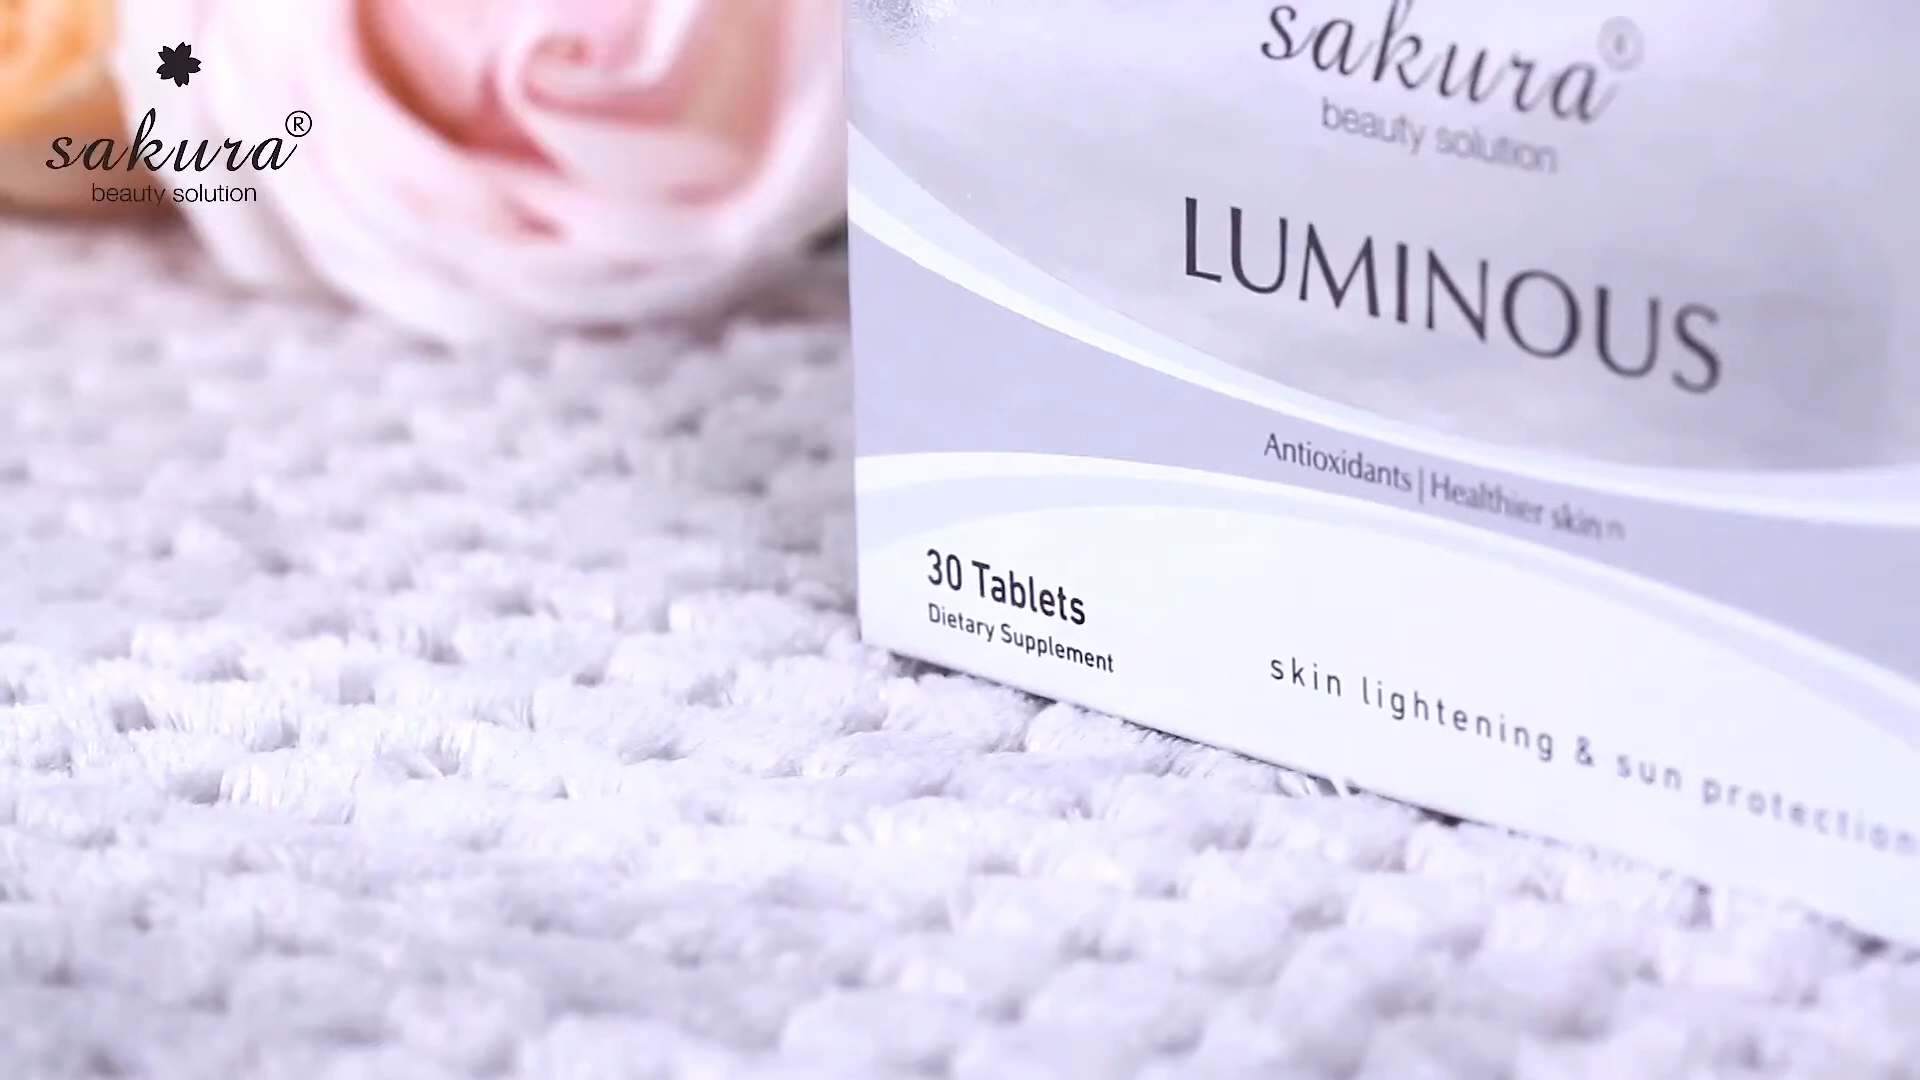 sakura®
beauty solution
sakura®
beauty solution
LUMINOUS
Antioxidants | Healthier skin
30 Tablets
Dietary Supplement
skin lightening & sun protection